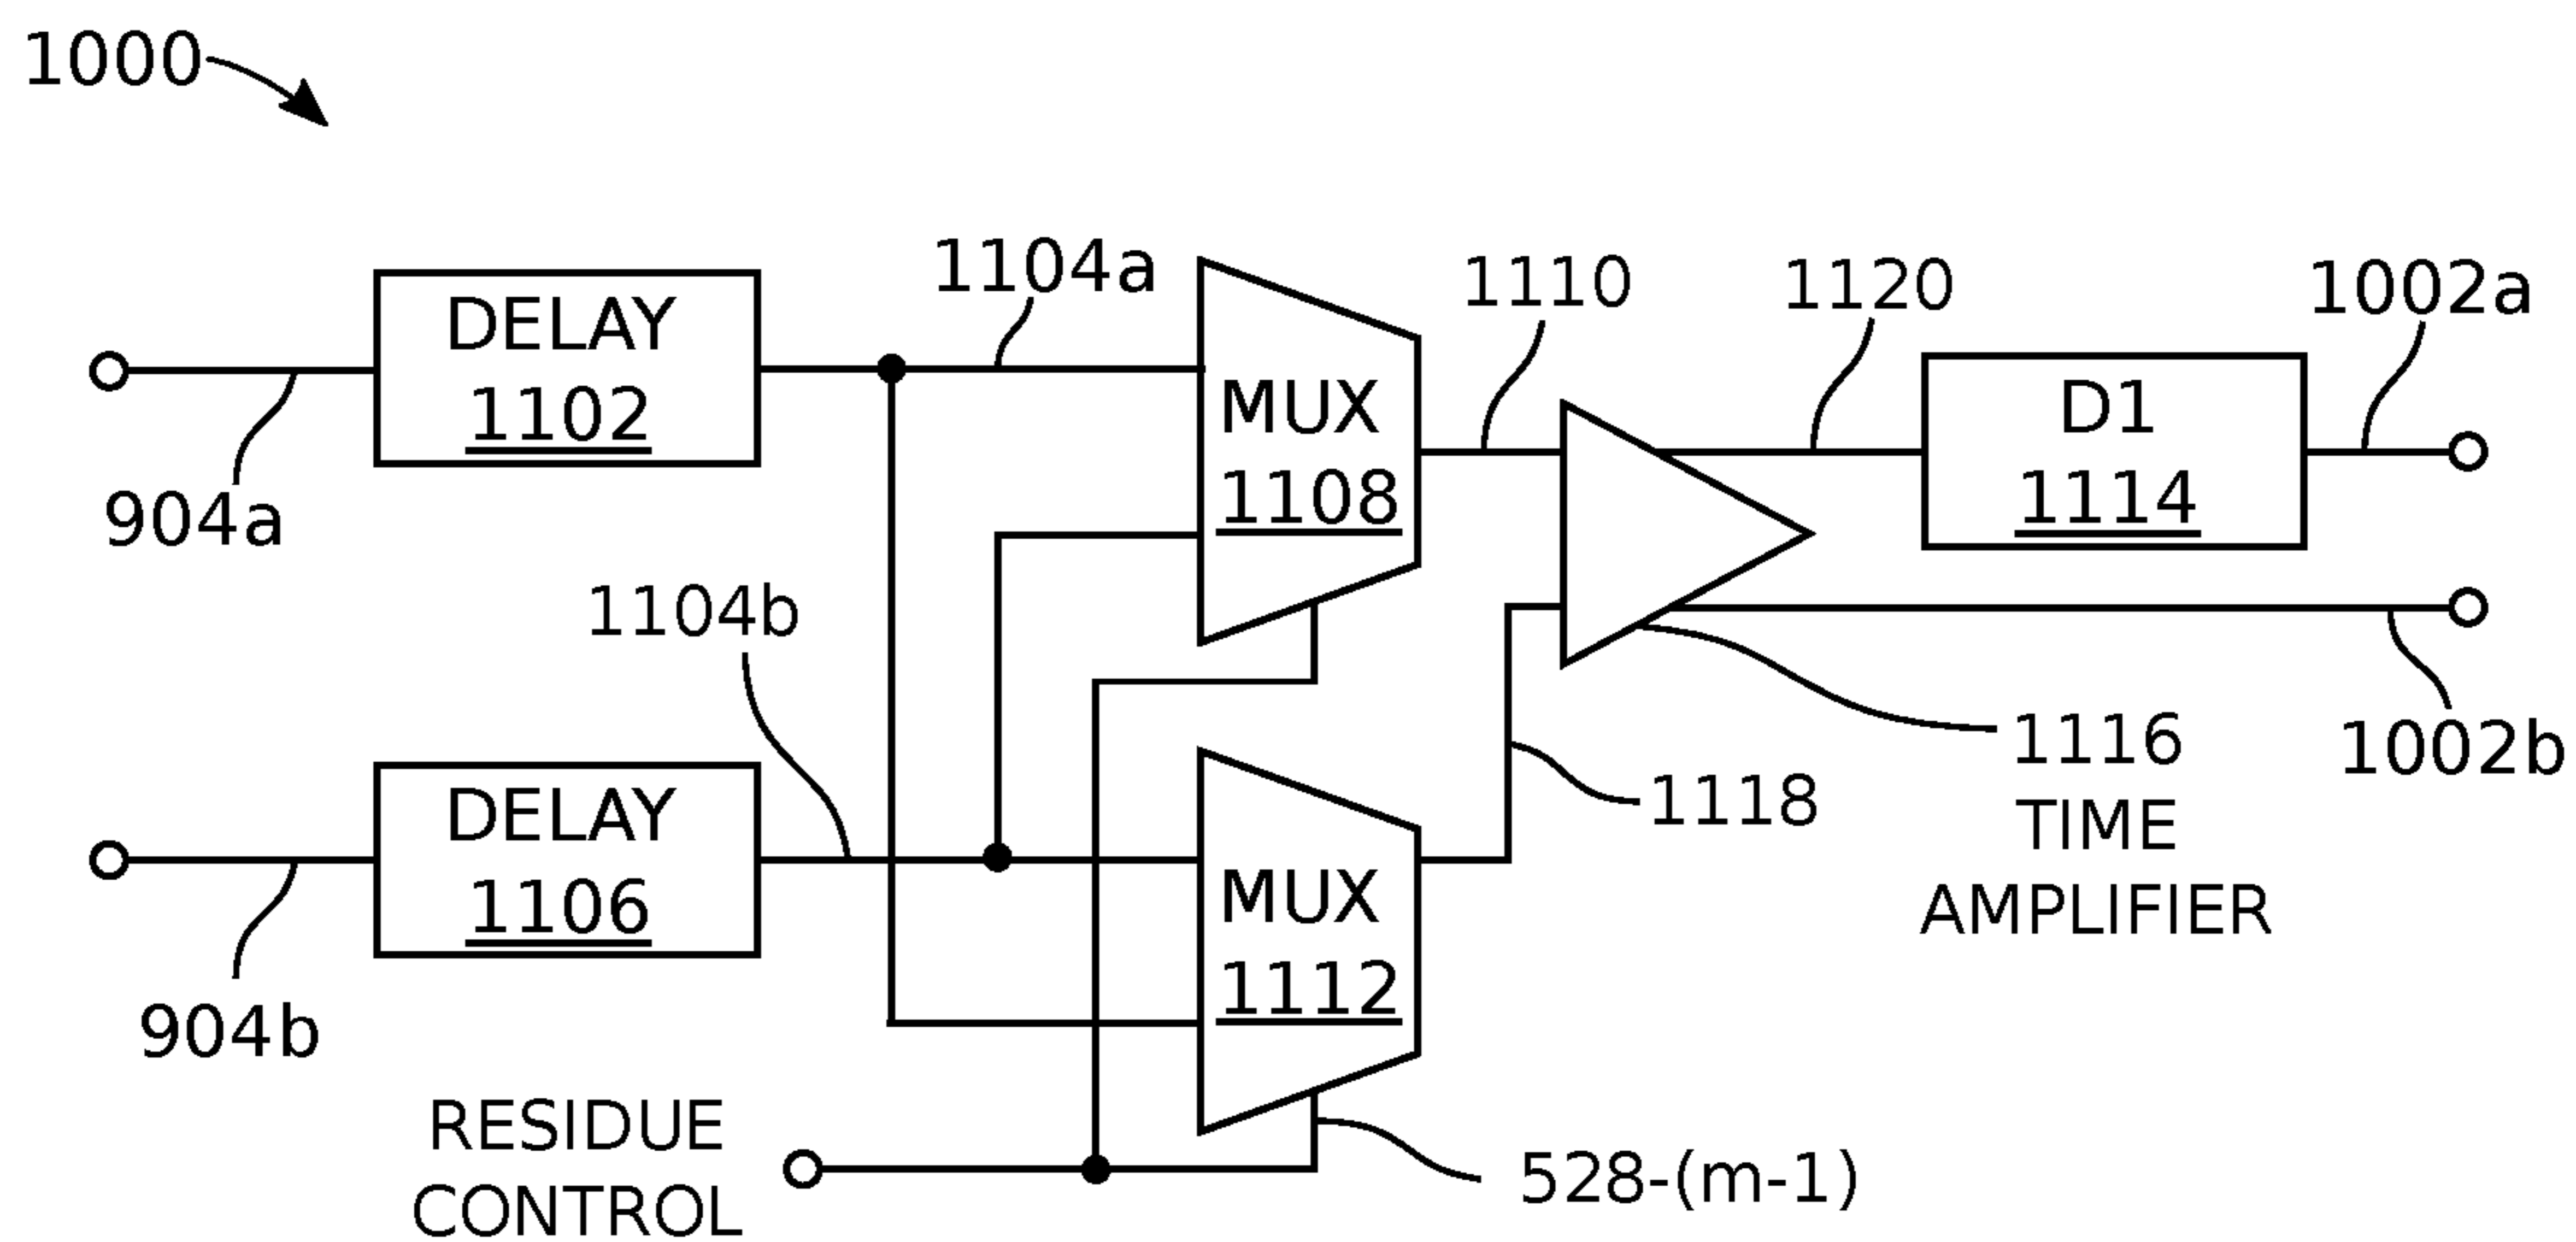 1000
1104a
1110
1120
1002a
DELAY
1102
MUX
1108
D1
1114
904a
1104b
1116
TIME
AMPLIFIER
1002b
1118
DELAY
1106
MUX
1112
904b
RESIDUE
CONTROL
528-(m-1)